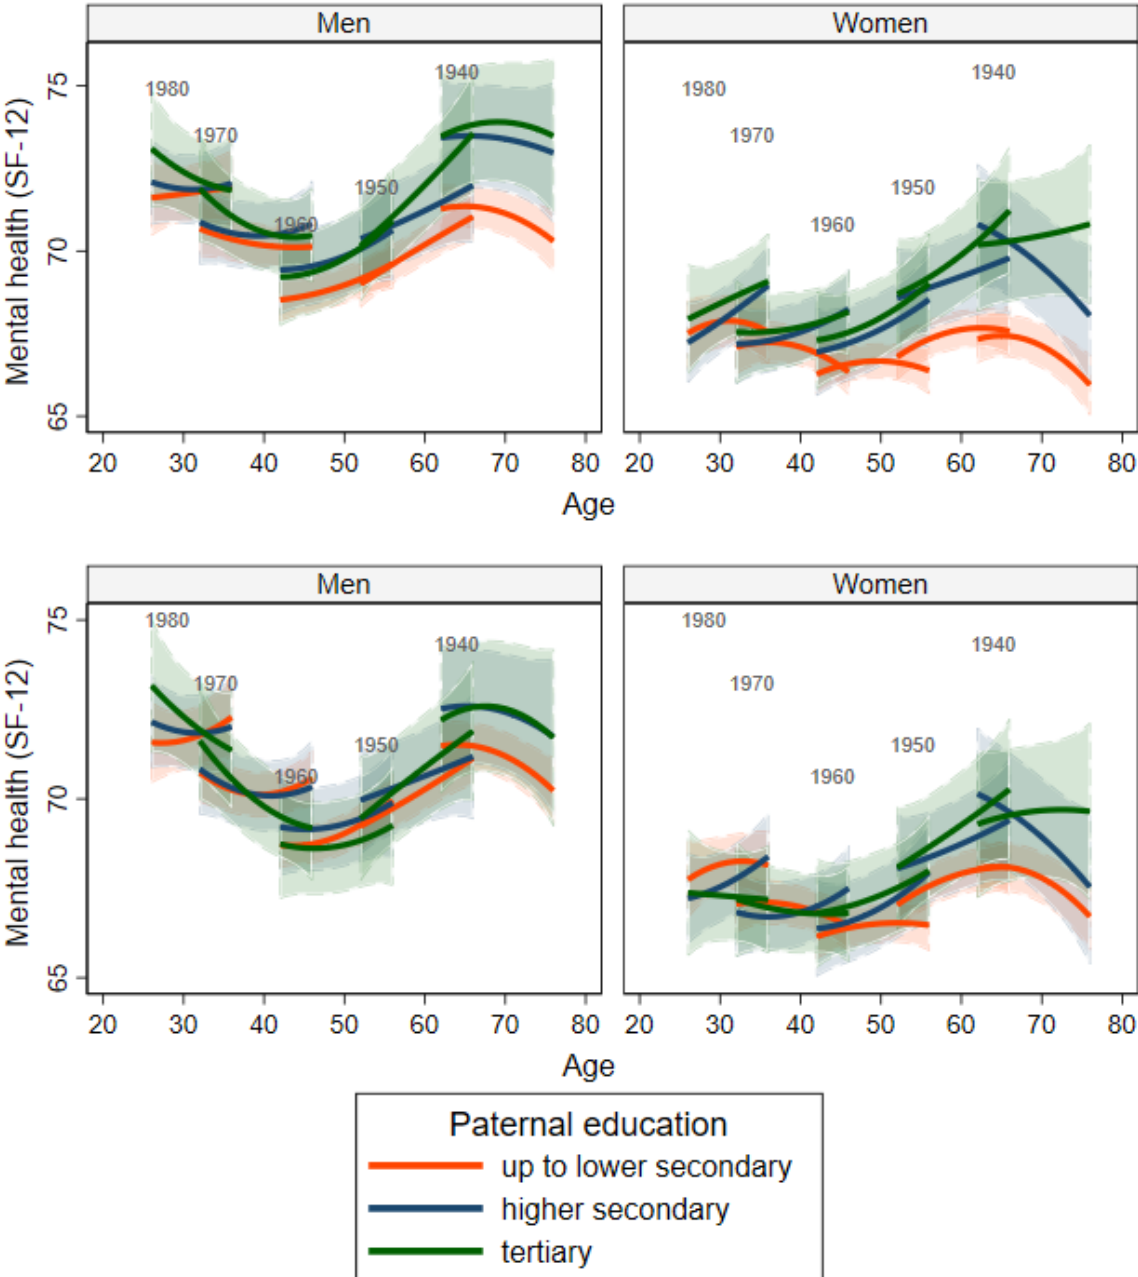 Men Women
Mental health (SF-12)
75
70
65
1980
1970
1960
1950
1940
1980
1970
1960
1950
1940
20 30 40 50 60 70 80 20 30 40 50 60 70 80
Age
Men Women
Mental health (SF-12)
75
70
65
1980
1970
1960
1950
1940
1980
1970
1960
1950
1940
20 30 40 50 60 70 80 20 30 40 50 60 70 80
Age
Paternal education
up to lower secondary
higher secondary
tertiary